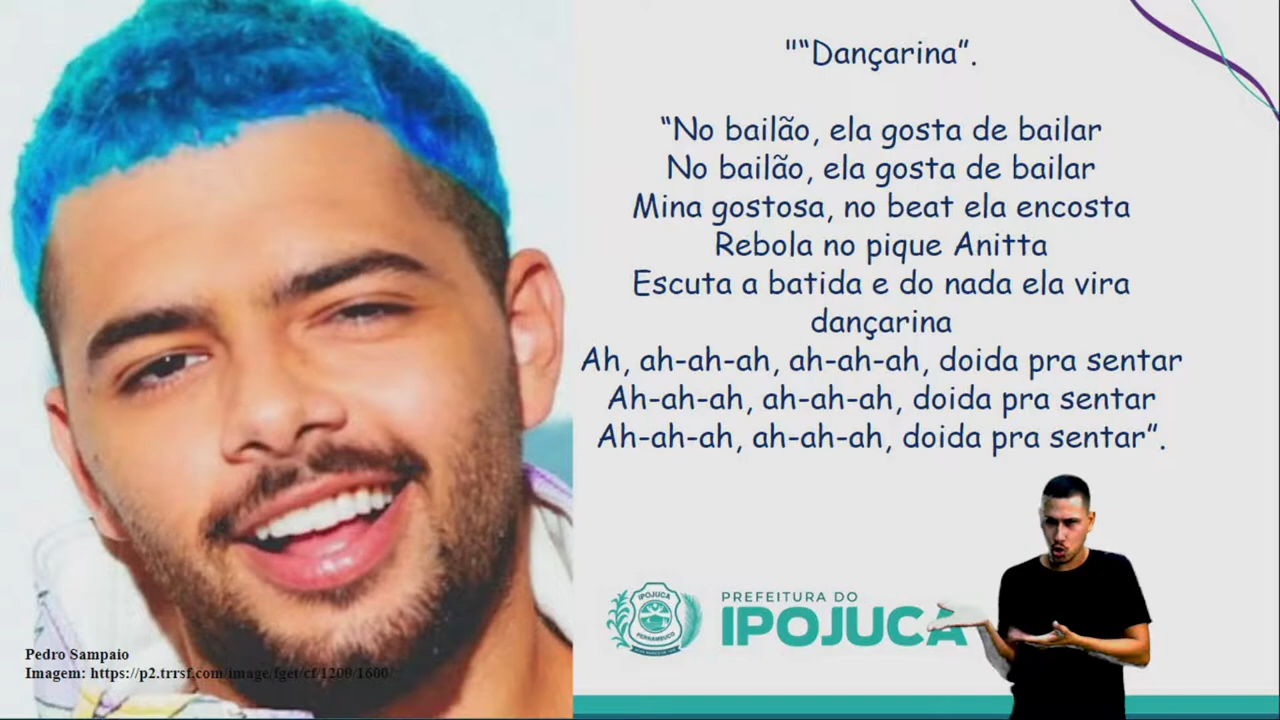 "“Dançarina”.
“No bailão, ela gosta de bailar
No bailão, ela gosta de bailar
Mina gostosa, no beat ela encosta
Rebola no pique Anitta
Escuta a batida e do nada ela vira
dançarina
Ah, ah-ah-ah, ah-ah-ah, doida pra sentar
Ah-ah-ah, ah-ah-ah, doida pra sentar
Ah-ah-ah, ah-ah-ah, doida pra sentar”.
IPOJUCA
PERNAMBUCO
PREFEITURA DO
IPOJUCA
Pedro Sampaio
Imagem: https://p2.trrsf.com/image/fget/cf/1200/1600/